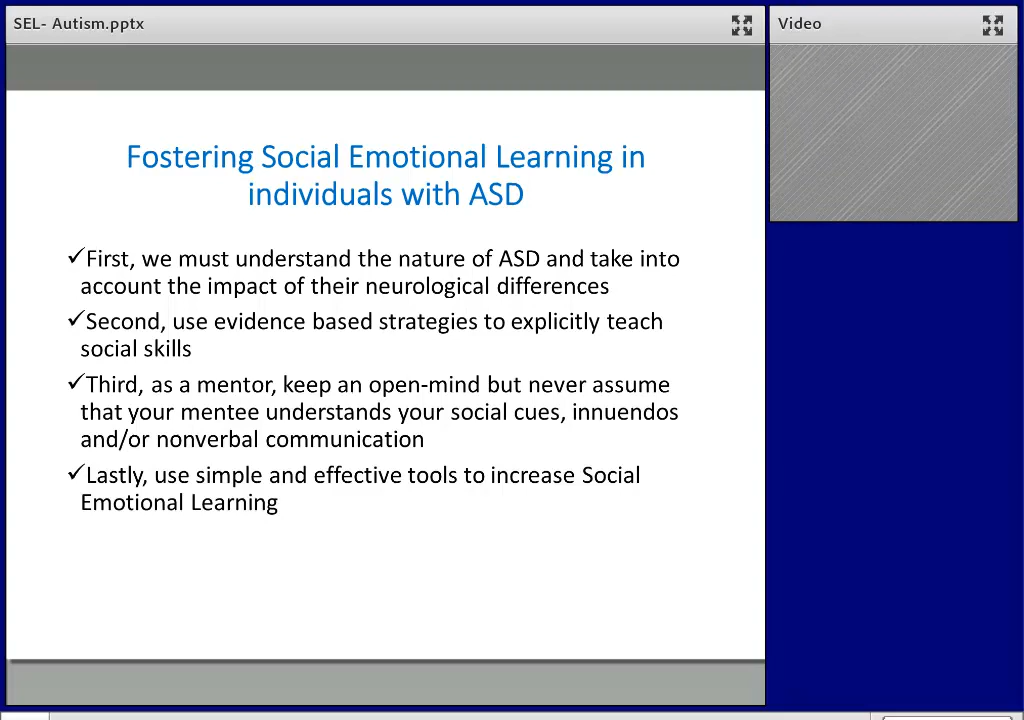 SEL- Autism.pptx
Video
Fostering Social Emotional Learning in
individuals with ASD
✓First, we must understand the nature of ASD and take into
account the impact of their neurological differences
✓Second, use evidence based strategies to explicitly teach
social skills
✓Third, as a mentor, keep an open-mind but never assume
that your mentee understands your social cues, innuendos
and/or nonverbal communication
✓Lastly, use simple and effective tools to increase Social
Emotional Learning